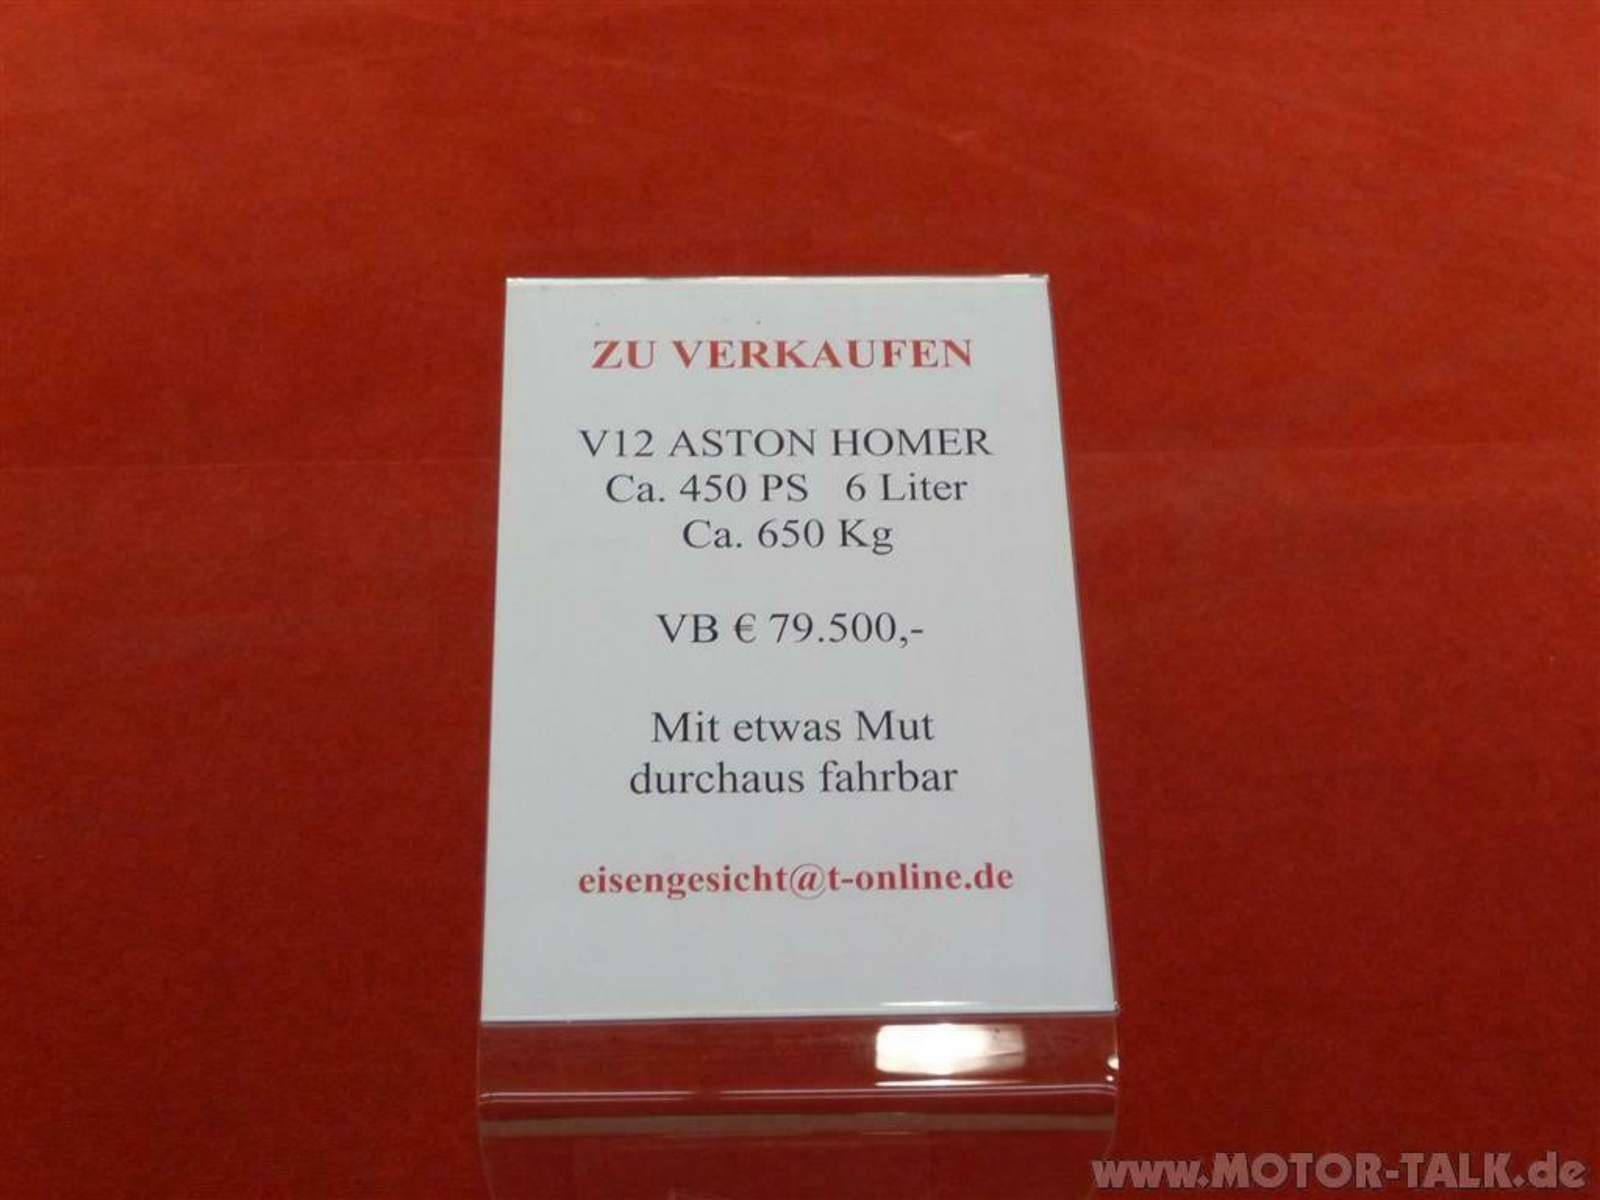 ZU VERKAUFEN
V12 ASTON HOMER
Ca. 450 PS   6 Liter
Ca. 650 Kg
VB € 79.500,-
Mit etwas Mut
durchaus fahrbar
eisengesicht@t-online.de
www.MOTOR-TALK.de